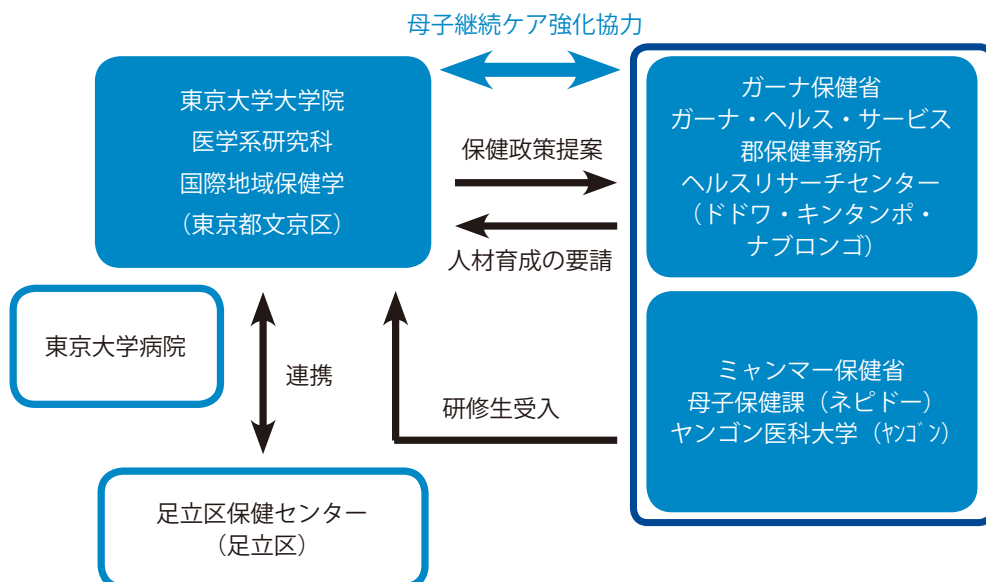 母子継続ケア強化協力
東京大学大学院
医学系研究科
国際地域保健学
（東京都文京区）
保健政策提案
人材育成の要請
ガーナ保健省
ガーナ・ヘルス・サービス
郡保健事務所
ヘルスリサーチセンター
（ドドワ・キンタンポ・
ナブロンゴ）
東京大学病院
連携
研修生受入
ミャンマー保健省
母子保健課（ネピドー）
ヤンゴン医科大学（ﾔﾝｺﾞﾝ）
足立区保健センター
（足立区）